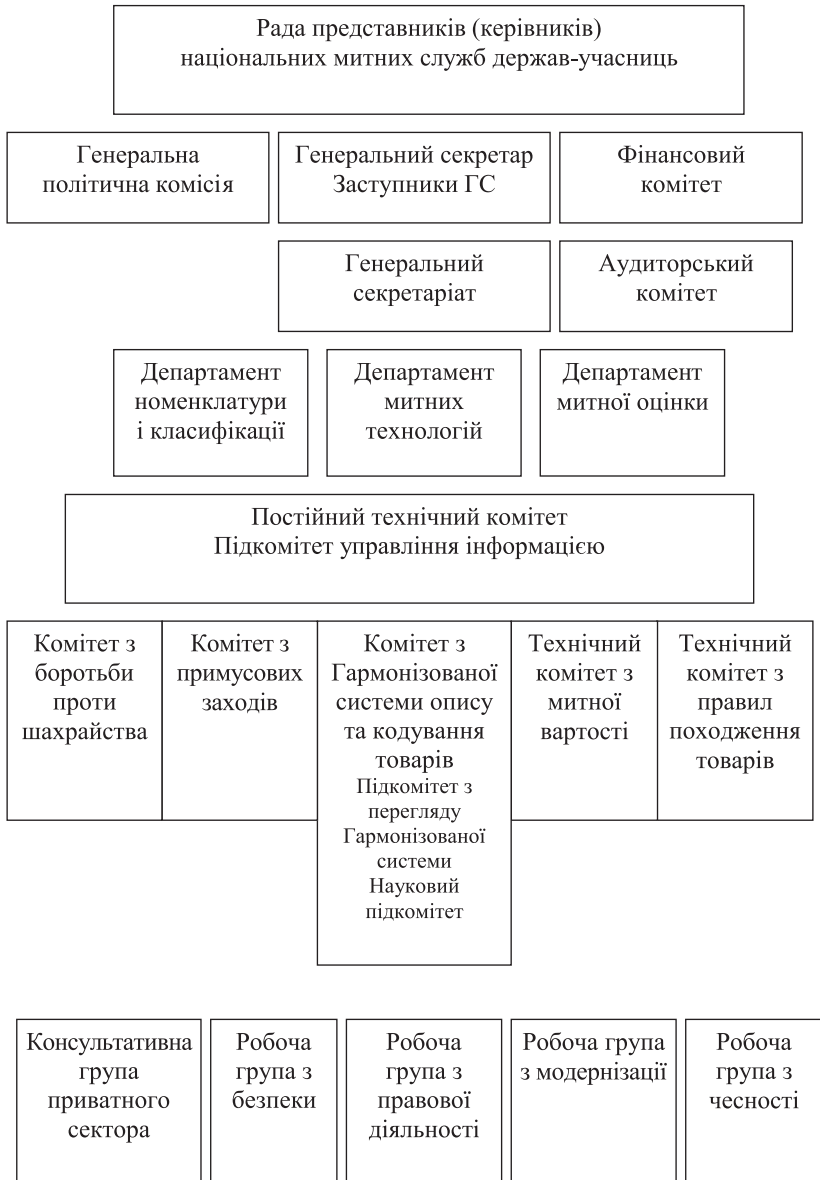 Рада представників (керівників)
національних митних служб держав-учасниць
Генеральна
політична комісія
Генеральний секретар
Заступники ГС
Фінансовий
комітет
Генеральний
секретаріат
Аудиторський
комітет
Департамент
номенклатури
і класифікації
Департамент
митних
технологій
Департамент
митної оцінки
Постійний технічний комітет
Підкомітет управління інформацією
Комітет з
боротьби
проти
шахрайства
Комітет з
примусових
заходів
Комітет з
Гармонізованої
системи опису
та кодування
товарів
Підкомітет з
перегляду
Гармонізованої
системи
Науковий
підкомітет
Технічний
комітет з
митної
вартості
Технічний
комітет з
правил
походження
товарів
Консультативна
група
приватного
сектора
Робоча
група з
безпеки
Робоча
група з
правової
діяльності
Робоча група
з модернізації
Робоча
група з
чесності